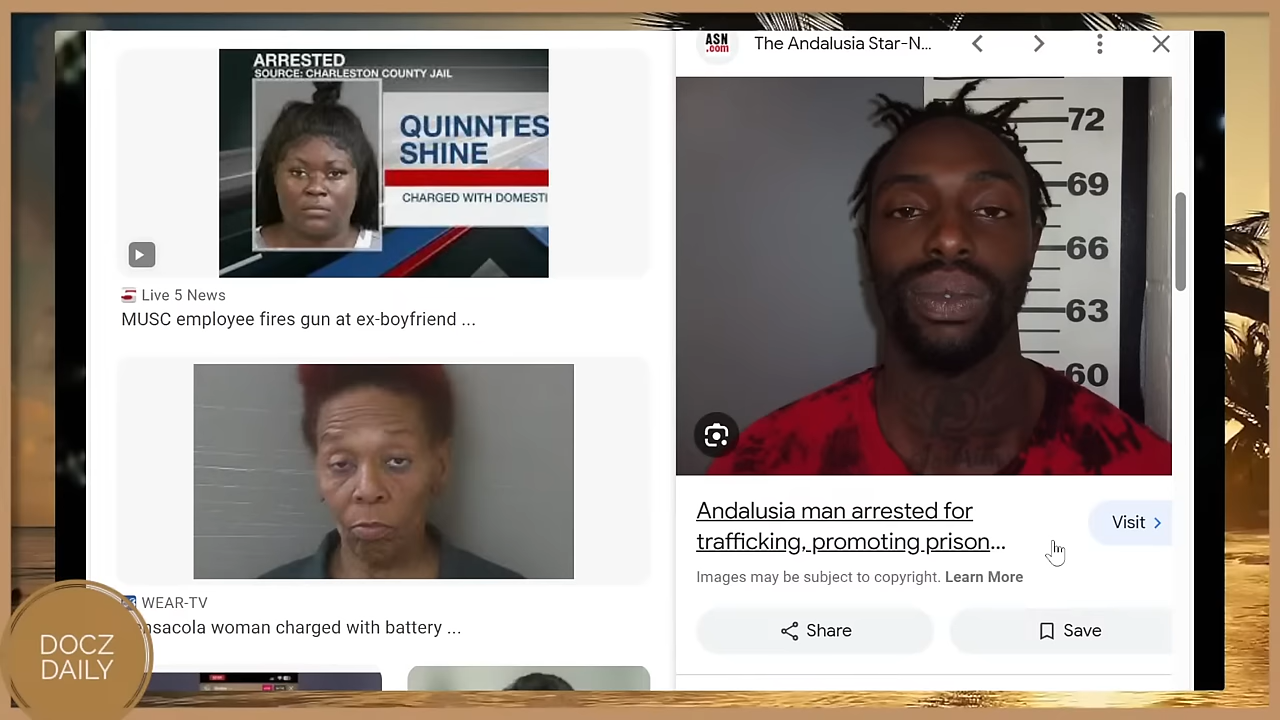 ARRESTED
SOURCE: CHARLESTON COUNTY JAIL
QUINNTES
SHINE
CHARGED WITH DOMESTI
Live 5 News
MUSC employee fires gun at ex-boyfriend ...
WEAR-TV
nsacola woman charged with battery ...
ASN
.com
The Andalusia Star-N...
72
69
66
63
60
Andalusia man arrested for
trafficking, promoting prison...
Visit
Images may be subject to copyright. Learn More
Share
Save
DOCZ
DAILY